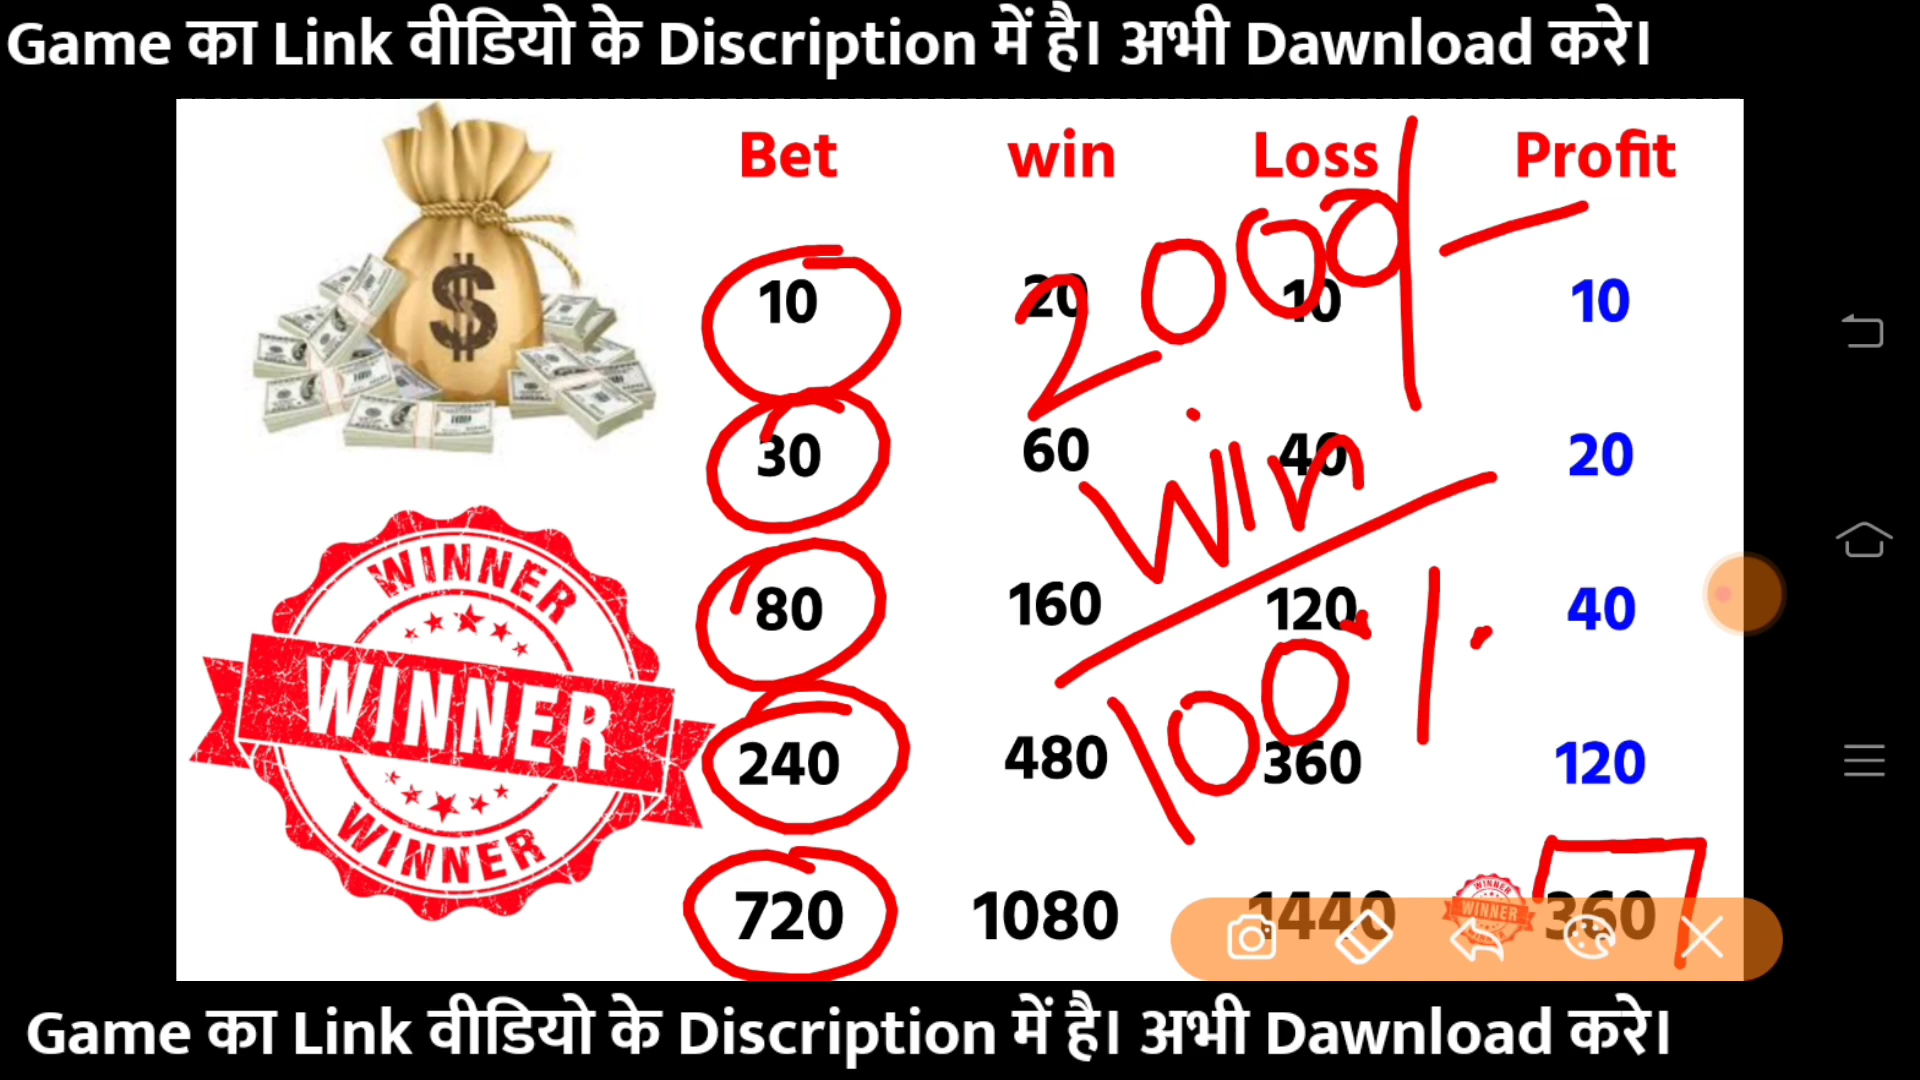 Game का Link वीडियो के Discription में है। अभी Dawnload करे।
Bet win Loss Profit
2000/-
10 20 10 10
30 60 40 20
win
80 160 120 40
100%
240 480 360 120
720 1080 1440 360
$
WINNER
WINNER
WINNER
WINNER
Game का Link वीडियो के Discription में है। अभी Dawnload करे।